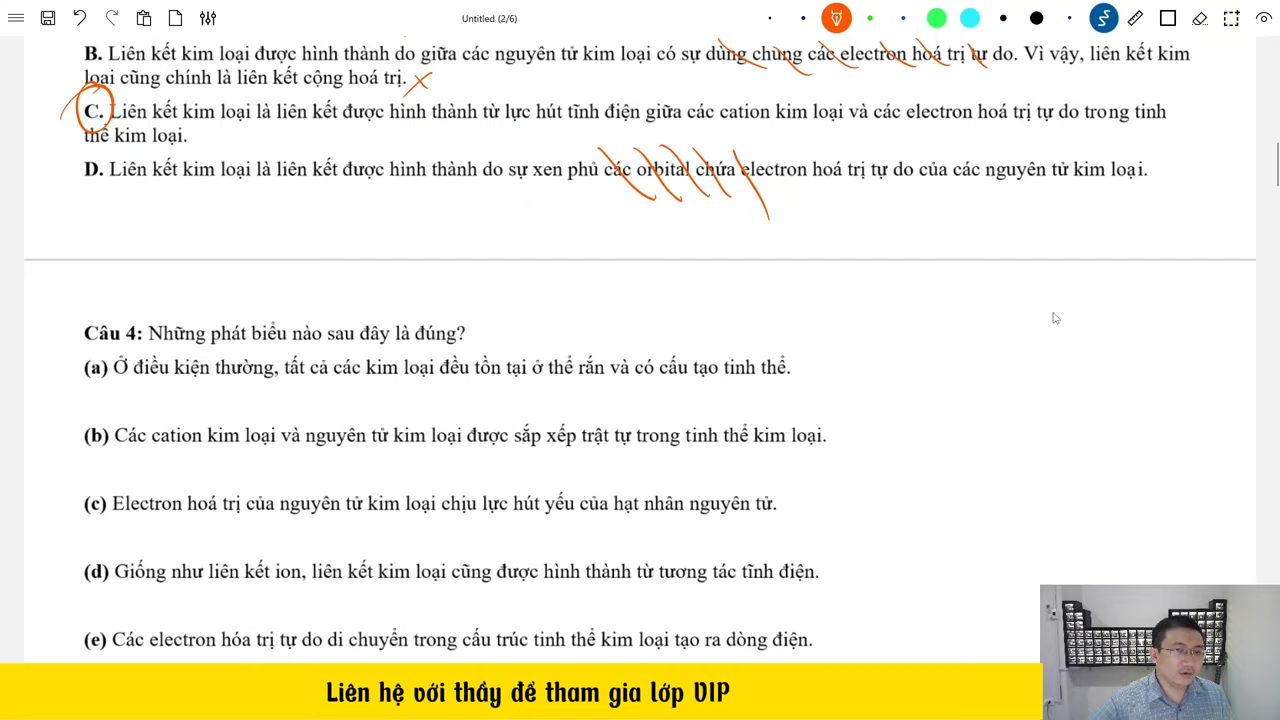 Untitled (2/6)
B. Liên kết kim loại được hình thành do giữa các nguyên tử kim loại có sự dùng chùng các electron hoá trị tự do. Vì vậy, liên kết kim
loại cũng chính là liên kết cộng hoá trị.
C. Liên kết kim loại là liên kết được hình thành từ lực hút tĩnh điện giữa các cation kim loại và các electron hoá trị tự do trong tinh
thể kim loại.
D. Liên kết kim loại là liên kết được hình thành do sự xen phủ các orbital chứa electron hoá trị tự do của các nguyên tử kim loại.
Câu 4: Những phát biểu nào sau đây là đúng?
(a) Ở điều kiện thường, tất cả các kim loại đều tồn tại ở thể rắn và có cấu tạo tinh thể.
(b) Các cation kim loại và nguyên tử kim loại được sắp xếp trật tự trong tinh thể kim loại.
(c) Electron hoá trị của nguyên tử kim loại chịu lực hút yếu của hạt nhân nguyên tử.
(d) Giống như liên kết ion, liên kết kim loại cũng được hình thành từ tương tác tĩnh điện.
(e) Các electron hóa trị tự do di chuyển trong cấu trúc tinh thể kim loại tạo ra dòng điện.
Liên hệ với thầy để tham gia lớp VIP